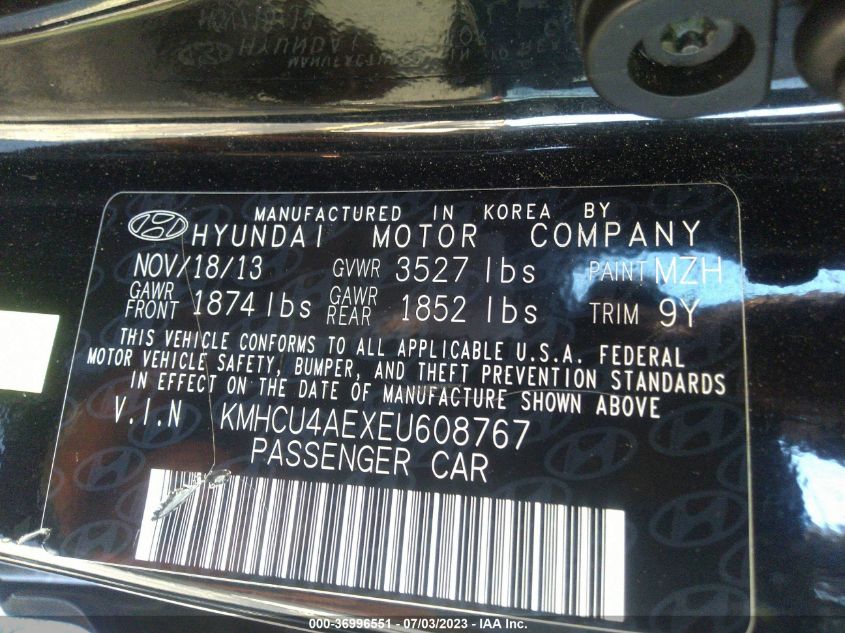 HYUNDAI
MANUFACTURED IN KOREA BY
HYUNDAI MOTOR COMPANY
NOV/18/13 GVWR 3527 lbs PAINT MZH
GAWR FRONT 1874 lbs GAWR REAR 1852 lbs TRIM 9Y
THIS VEHICLE CONFORMS TO ALL APPLICABLE U.S.A. FEDERAL
MOTOR VEHICLE SAFETY, BUMPER, AND THEFT PREVENTION STANDARDS
IN EFFECT ON THE DATE OF MANUFACTURE SHOWN ABOVE
V.I.N KMHCU4AEXEU608767
PASSENGER CAR
000-36996551 - 07/03/2023 - IAA Inc.